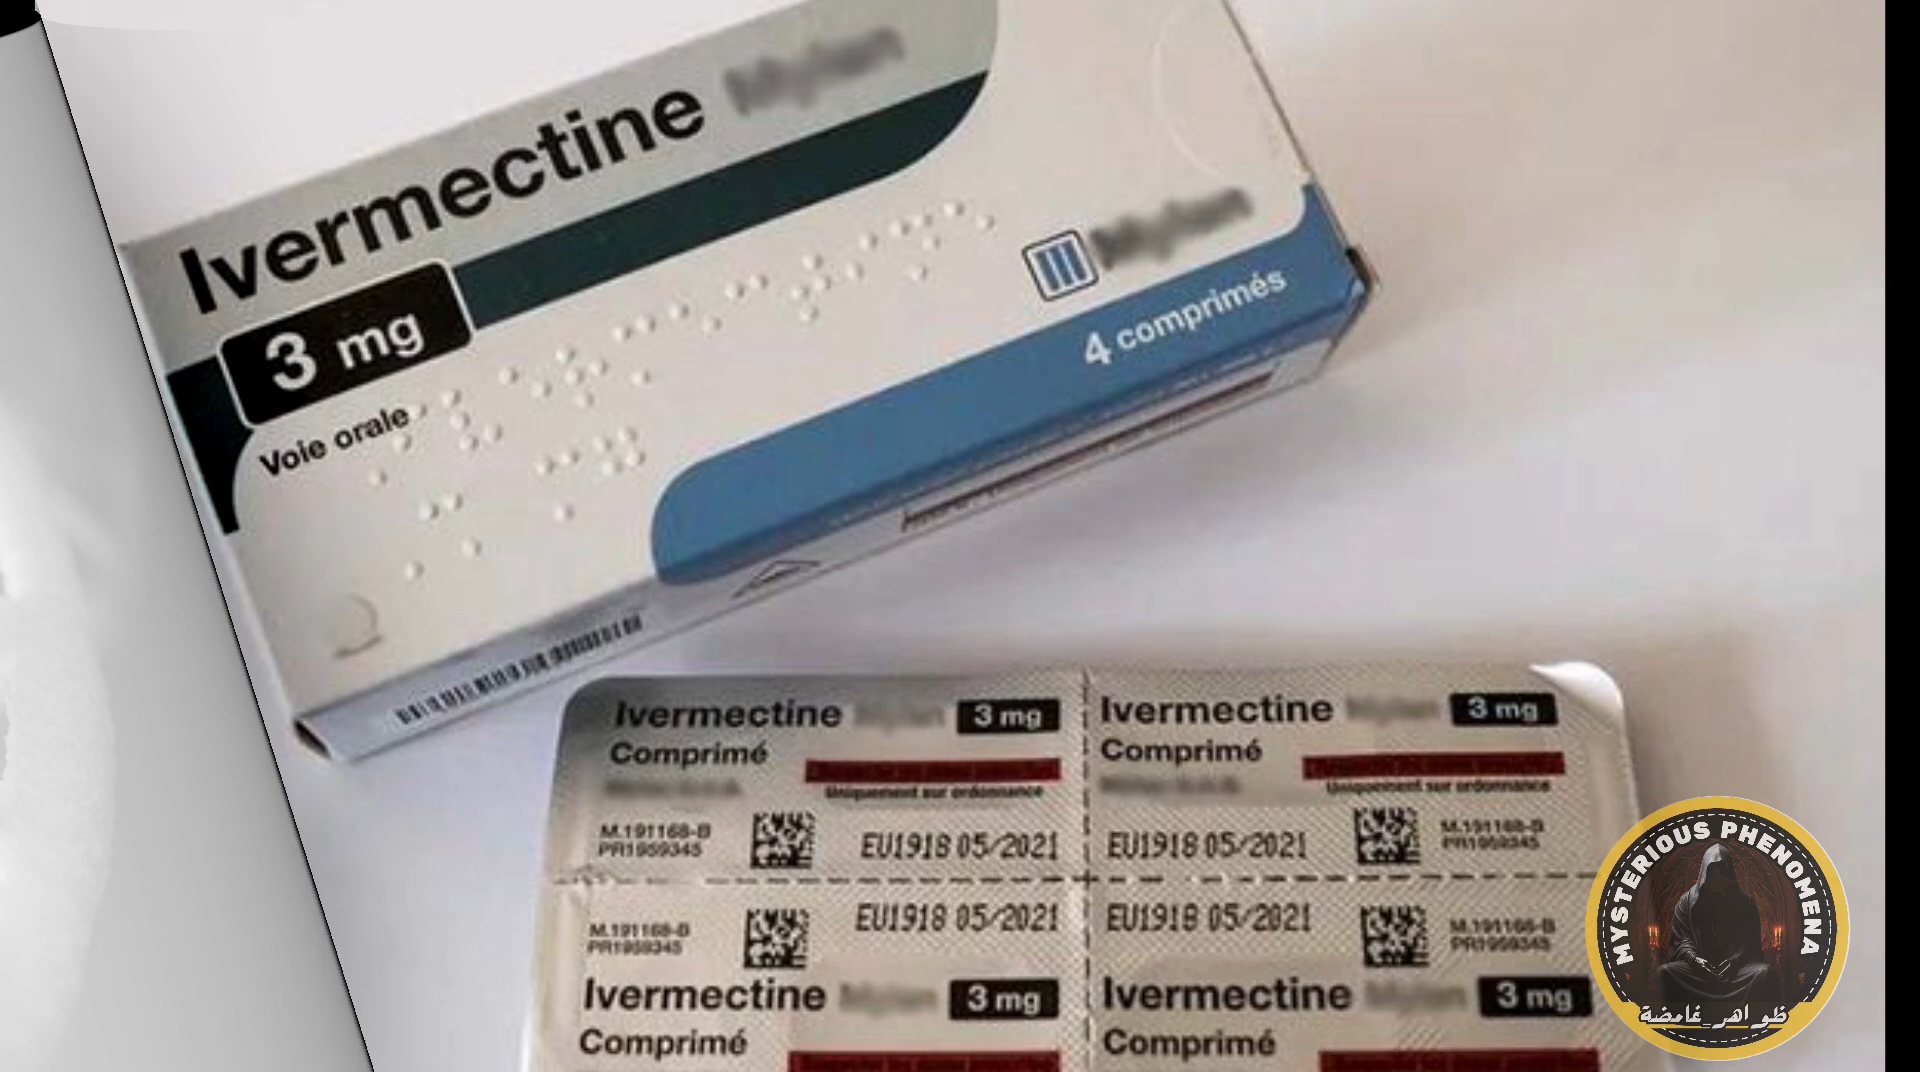 Ivermectine
3 mg
Voie orale
4 comprimés
Ivermectine 3 mg
Comprimé
Uniquement sur ordonnance
M.191168-B
PR1959345
EU1918 05/2021
Ivermectine 3 mg
Comprimé
Uniquement sur ordonnance
EU1918 05/2021
M.191168-B
PR1959345
M.191168-B
PR1959345
EU1918 05/2021
Ivermectine 3 mg
Comprimé
EU1918 05/2021
M.191168-B
PR1959345
Ivermectine 3 mg
Comprimé
MYSTERIOUS PHENOMENA
ظواهر غامضة